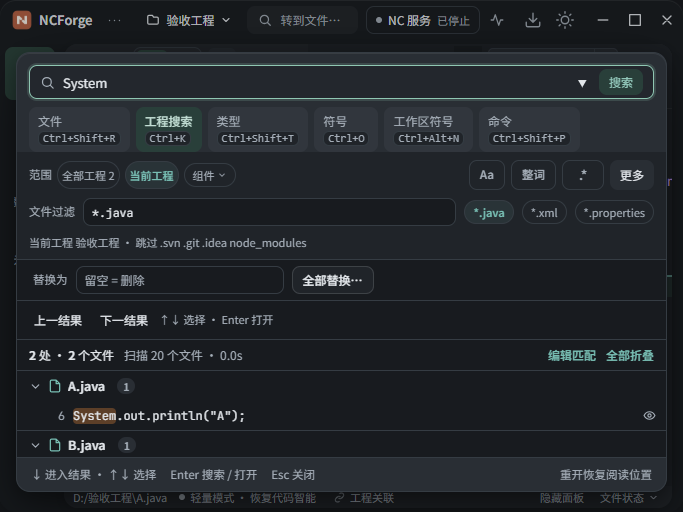 NCForge ··· 验收工程 转到文件··· NC 服务 已停止
System ▼ 搜索
文件 工程搜索 类型 符号 工作区符号 命令
Ctrl+Shift+R Ctrl+K Ctrl+Shift+T Ctrl+O Ctrl+Alt+N Ctrl+Shift+P
范围 全部工程 2 当前工程 组件 Aa 整词 .* 更多
文件过滤 *.java *.java *.xml *.properties
当前工程 验收工程 • 跳过 .svn .git .idea node_modules
替换为 留空 = 删除 全部替换···
上一结果 下一结果 ↑↓ 选择 • Enter 打开
2 处 • 2 个文件 扫描 20 个文件 • 0.0s 编辑匹配 全部折叠
A.java 1
6 System.out.println("A");
B.java 1
↓ 进入结果 • ↑↓ 选择 Enter 搜索 / 打开 Esc 关闭 重开恢复阅读位置
D:/验收工程\A.java 轻量模式 • 恢复代码智能 工程关联 隐藏面板 文件状态